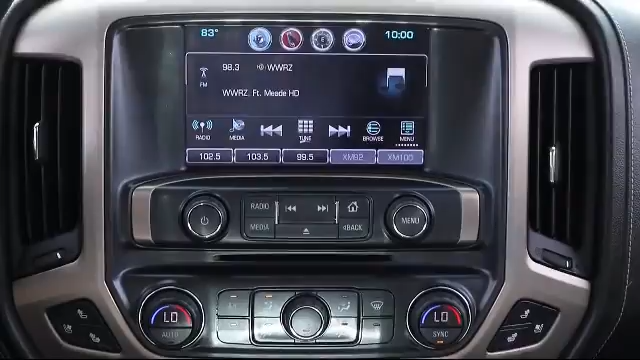 83° 10:00
98.3 WWRZ
FM
WWRZ, Ft. Meade HD
RADIO MEDIA TUNE BROWSE MENU
102.5 103.5 99.5 XM92 XM100
RADIO
MEDIA <BACK
MENU
LO LO
AUTO SYNC